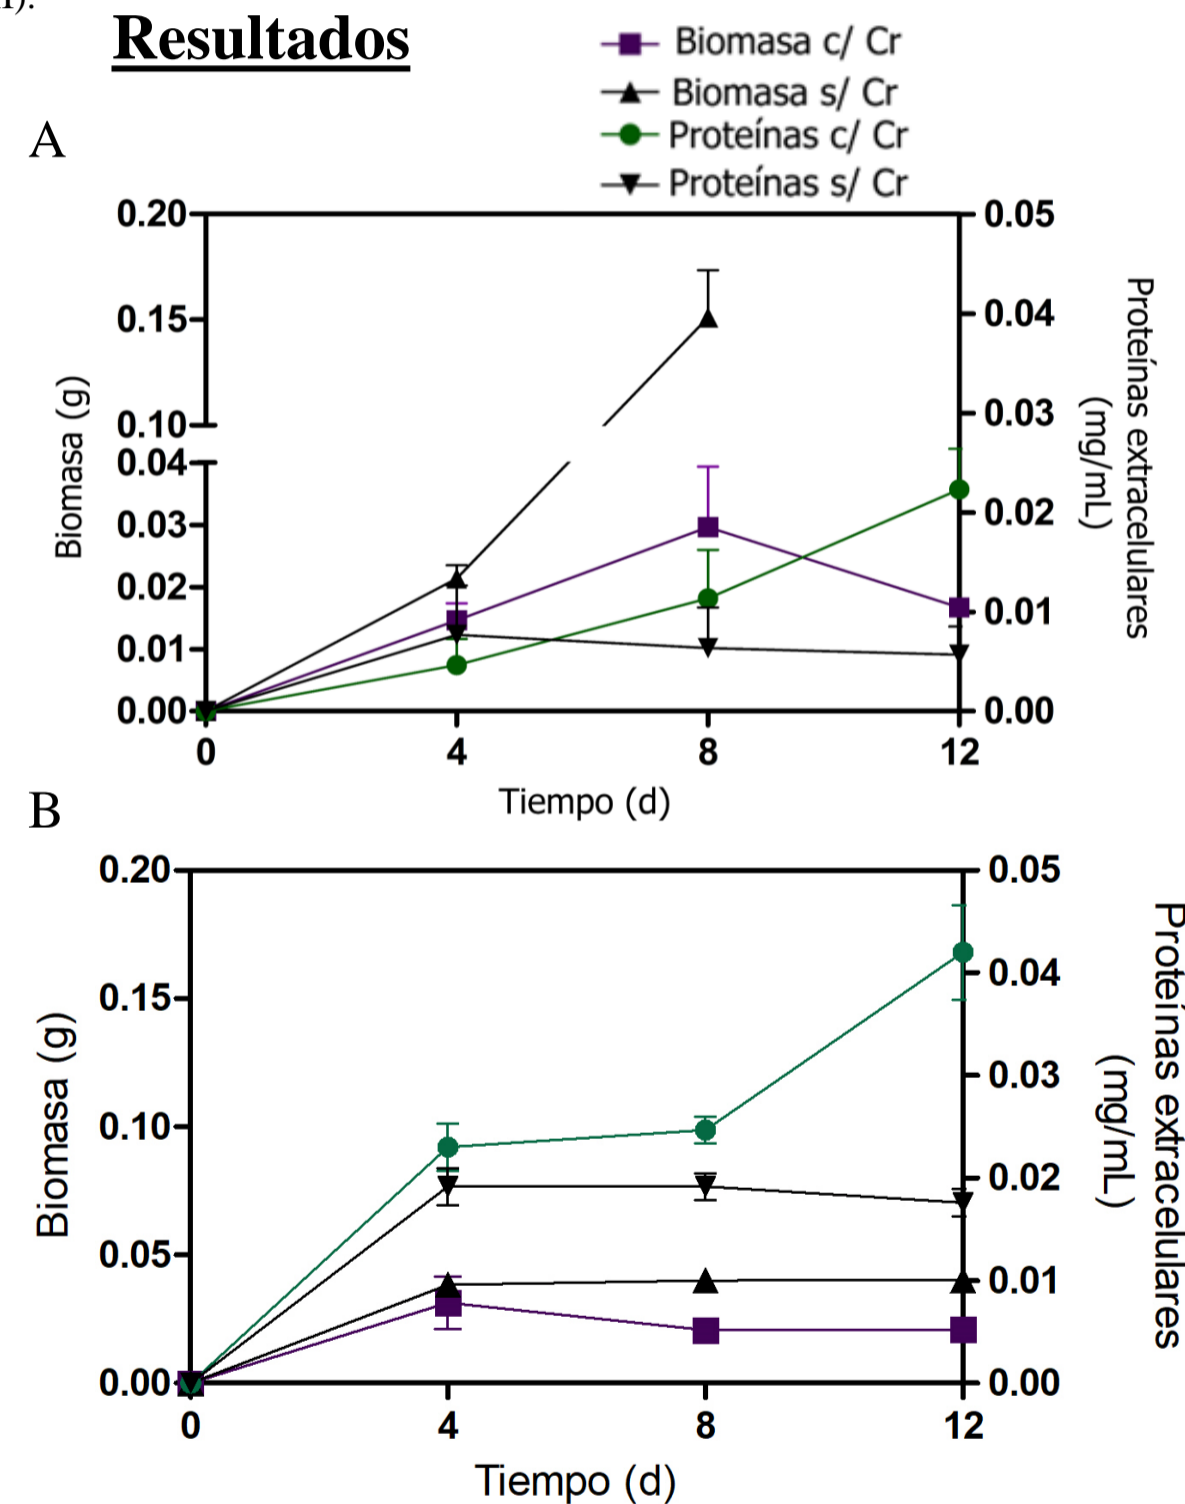 Resultados
Biomasa c/ Cr
Biomasa s/ Cr
Proteínas c/ Cr
Proteínas s/ Cr
A
0.20
0.15
0.10
0.04
0.03
0.02
0.01
0.00
Biomasa (g)
0.05
0.04
0.03
0.02
0.01
0.00
Proteínas extracelulares
(mg/mL)
0
4
8
12
Tiempo (d)
B
0.20
0.15
0.10
0.05
0.00
Biomasa (g)
0.05
0.04
0.03
0.02
0.01
0.00
Proteínas extracelulares
(mg/mL)
0
4
8
12
Tiempo (d)